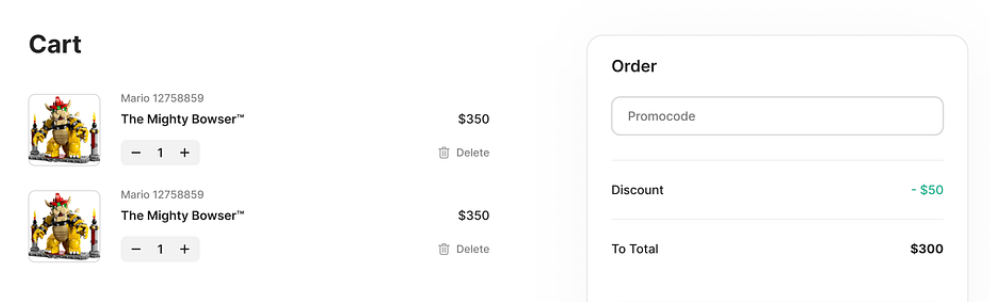 Cart
Mario 12758859
The Mighty Bowser™
$350
− 1 +
Delete
Mario 12758859
The Mighty Bowser™
$350
− 1 +
Delete
Order
Promocode
Discount - $50
To Total $300